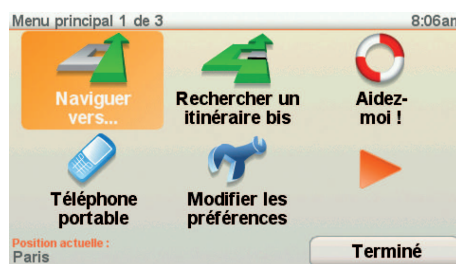 Menu principal 1 de 3
8:06am
Naviguer
vers...
Rechercher un
itinéraire bis
Aidez-
moi !
Téléphone
portable
Modifier les
préférences
Position actuelle :
Paris
Terminé